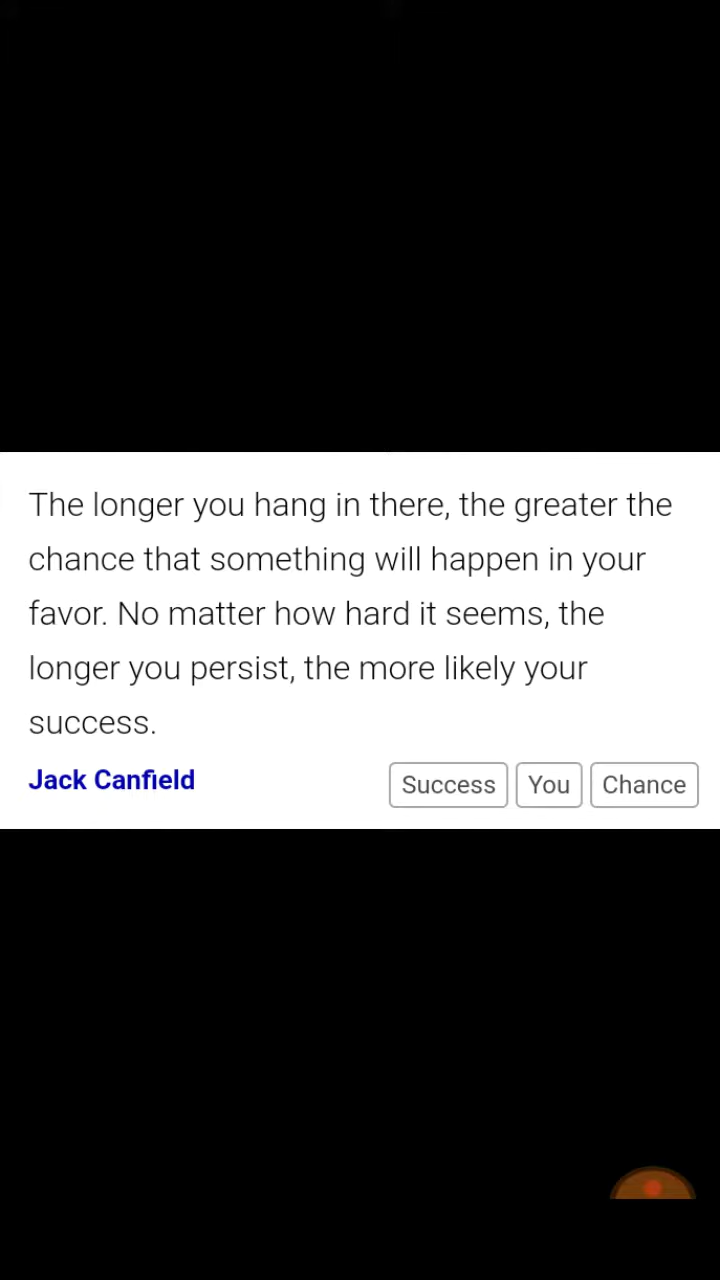 The longer you hang in there, the greater the
chance that something will happen in your
favor. No matter how hard it seems, the
longer you persist, the more likely your
success.
Jack Canfield
Success You Chance